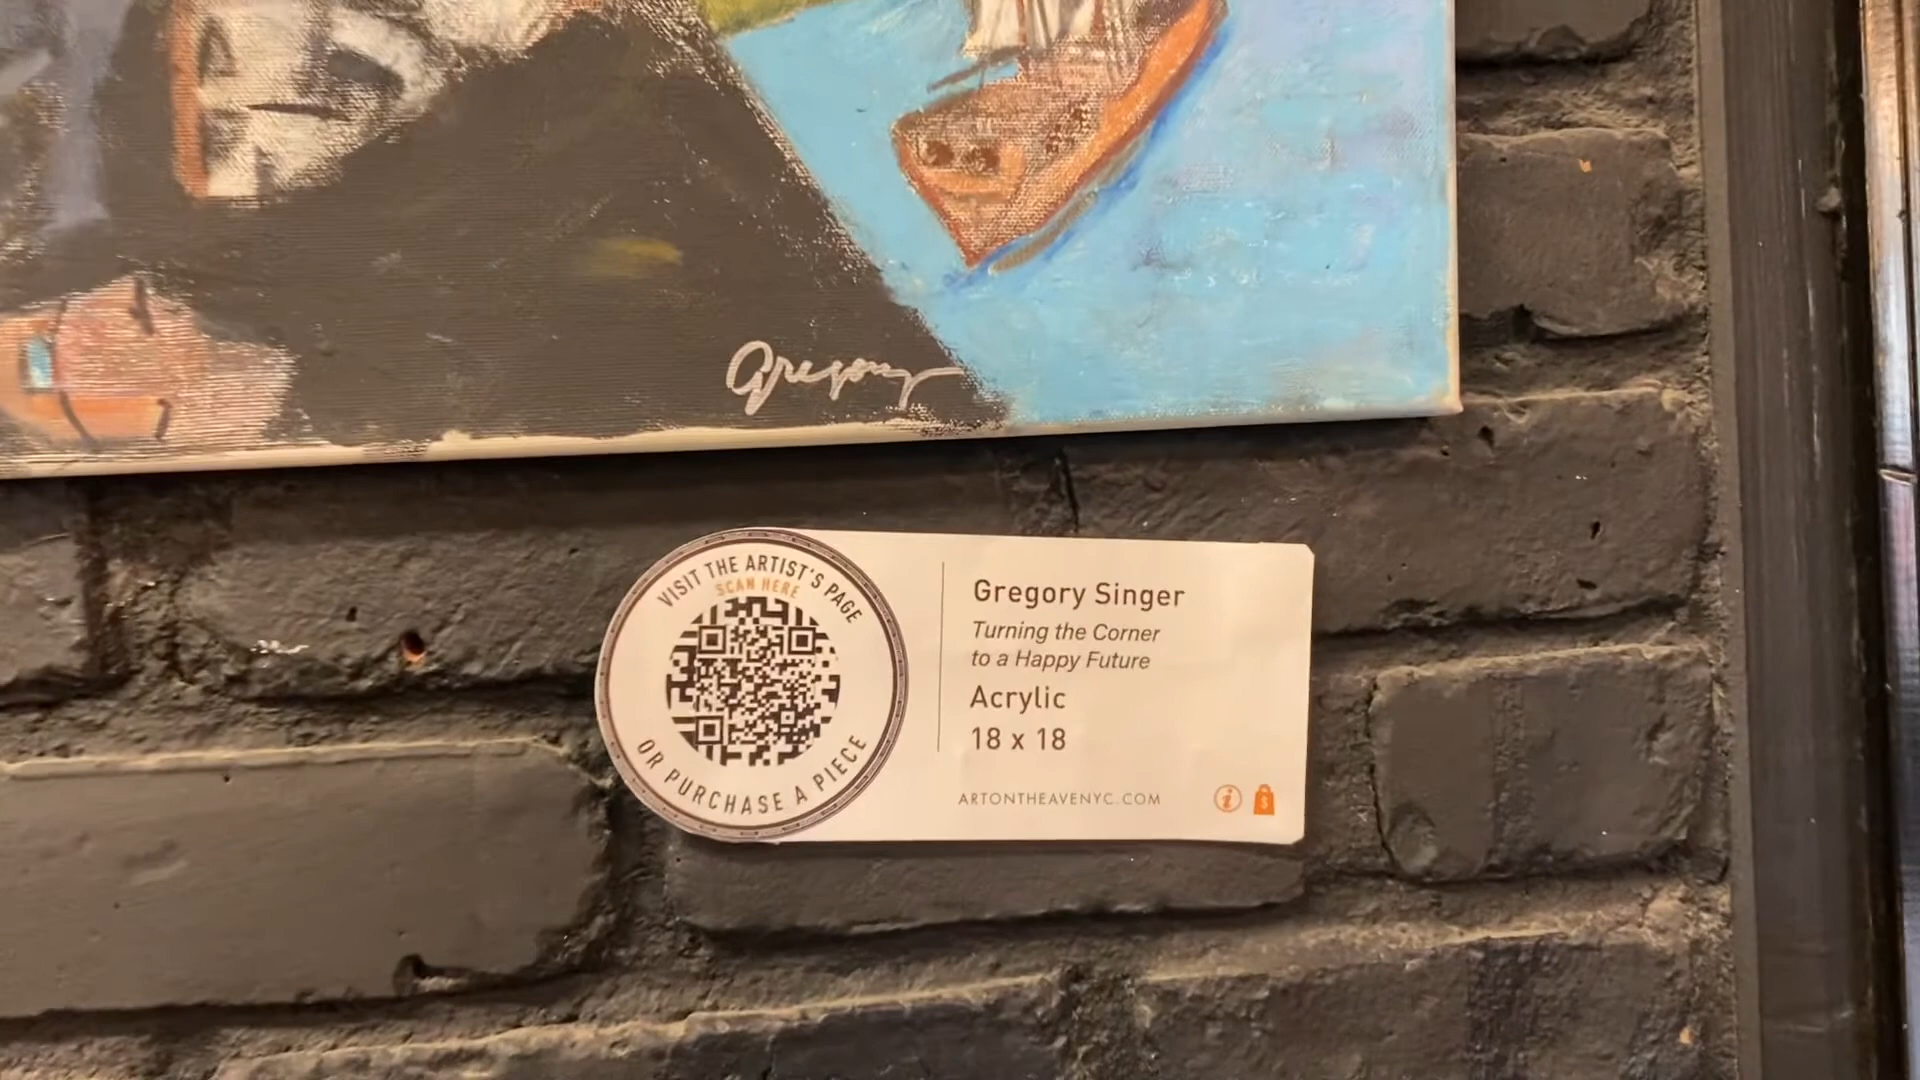 Gregory
VISIT THE ARTIST'S PAGE
SCAN HERE
OR PURCHASE A PIECE
Gregory Singer
Turning the Corner
to a Happy Future
Acrylic
18 x 18
ARTONTHEAVENYC.COM
i
$